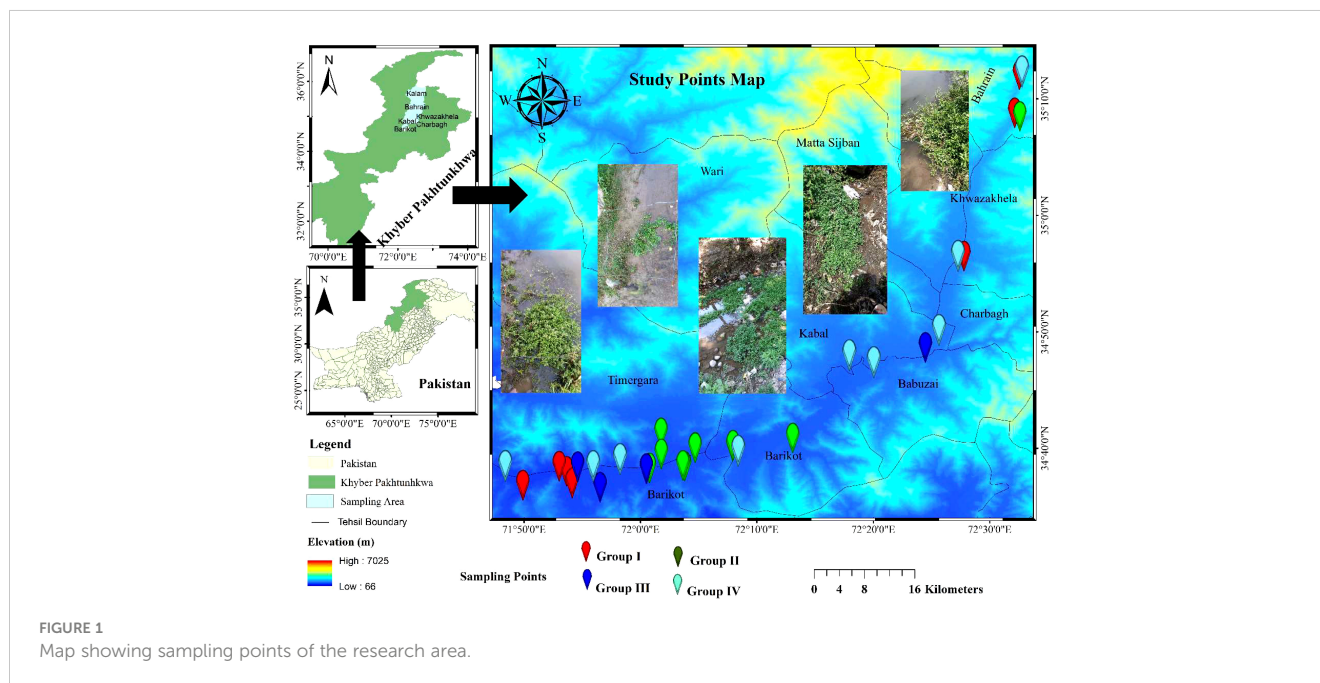 N
36°0'0"N
34°0'0"N
32°0'0"N
Kalam
Bahrain
Khwazakhela
Kabal
Charbagh
Barikot
Khyber Pakhtunkhwa
70°0'0"E 72°0'0"E 74°0'0"E
N
35°0'0"N
30°0'0"N
25°0'0"N
Pakistan
65°0'0"E 70°0'0"E 75°0'0"E
Legend
Pakistan
Khyber Pakhtunhkwa
Sampling Area
Tehsil Boundary
Elevation (m)
High : 7025
Low : 66
Study Points Map
N
W E
S
Bahrain
Matta Sijban
Wari
Khwazakhela
Charbagh
Kabal
Timergara
Babuzai
Barikot
Barikot
35°10'0"N
35°0'0"N
34°50'0"N
34°40'0"N
71°50'0"E 72°0'0"E 72°10'0"E 72°20'0"E 72°30'0"E
Sampling Points
Group I Group II
Group III Group IV
0 4 8 16 Kilometers
FIGURE 1
Map showing sampling points of the research area.